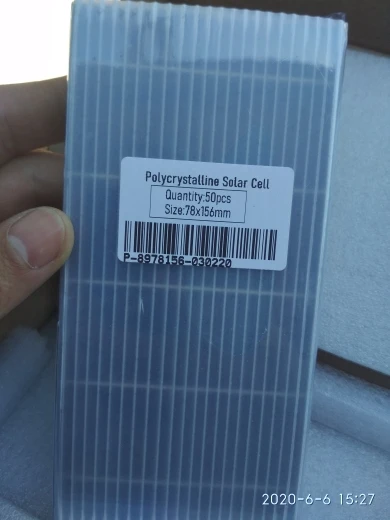 Polycrystalline Solar Cell
Quantity:50pcs
Size:78x156mm
P-8978156-030220
2020-6-6 15:27